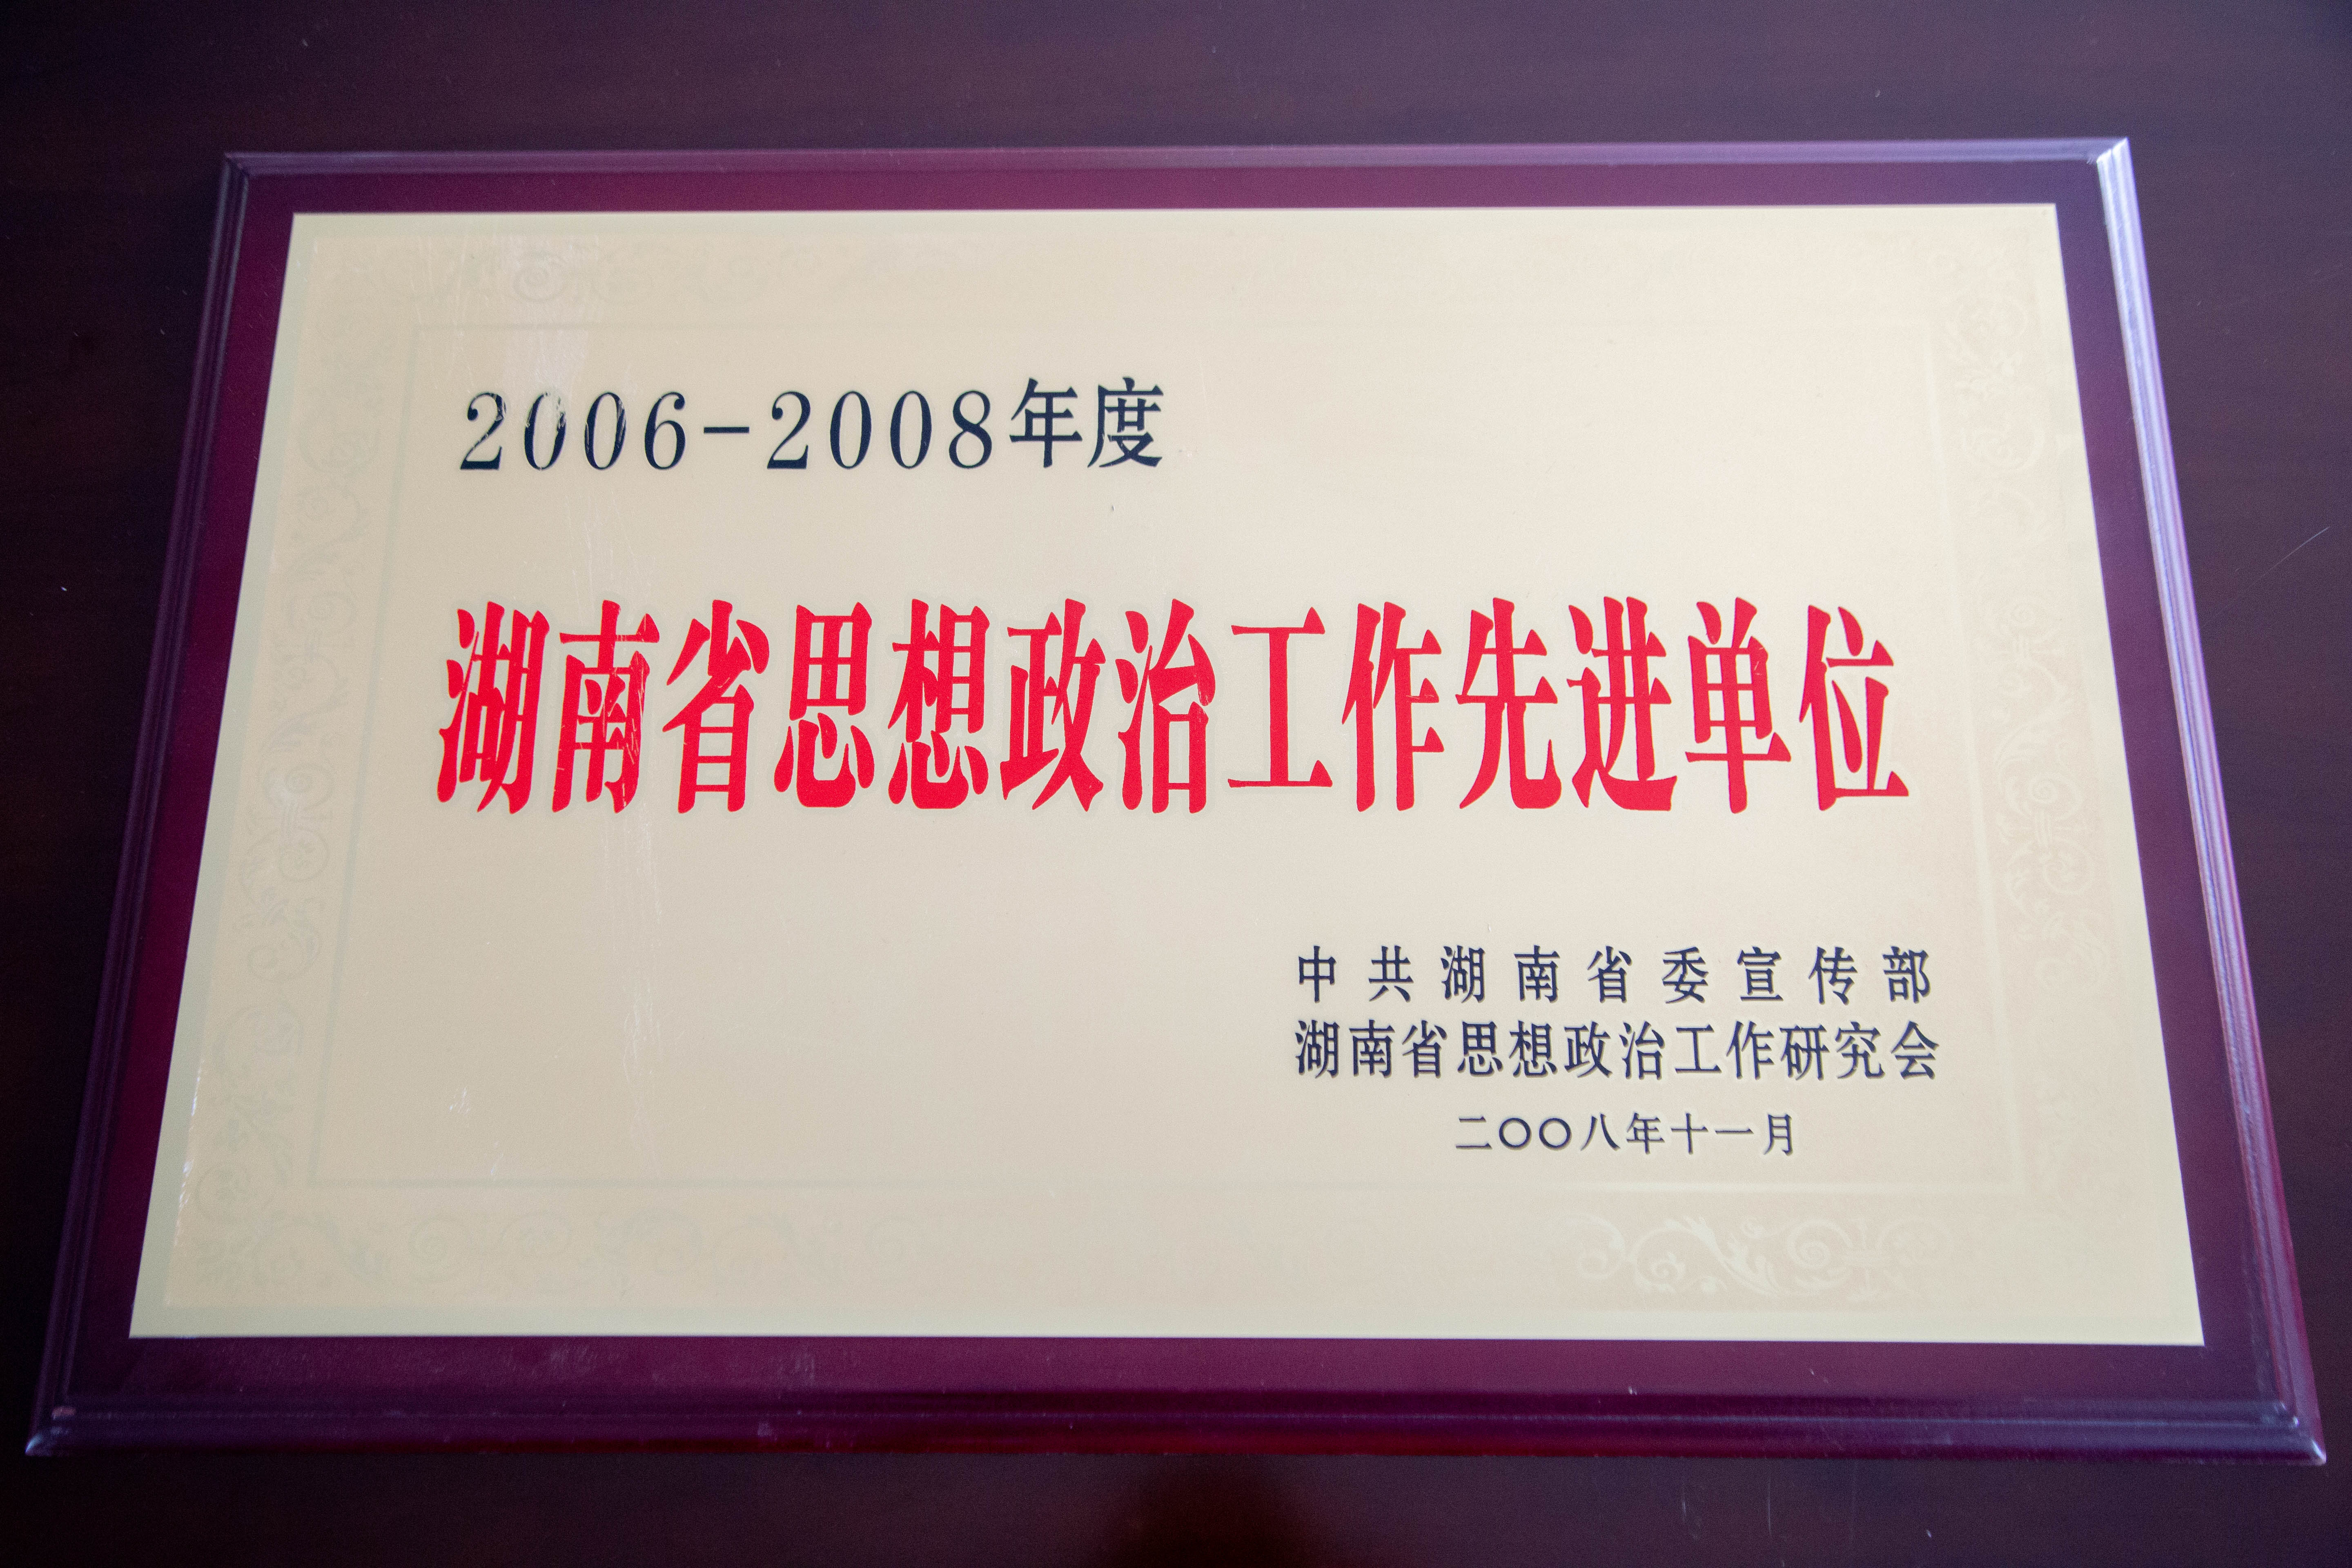 2006-2008年度
湖南省思想政治工作先进单位
中共湖南省委宣传部
湖南省思想政治工作研究会
二〇〇八年十一月